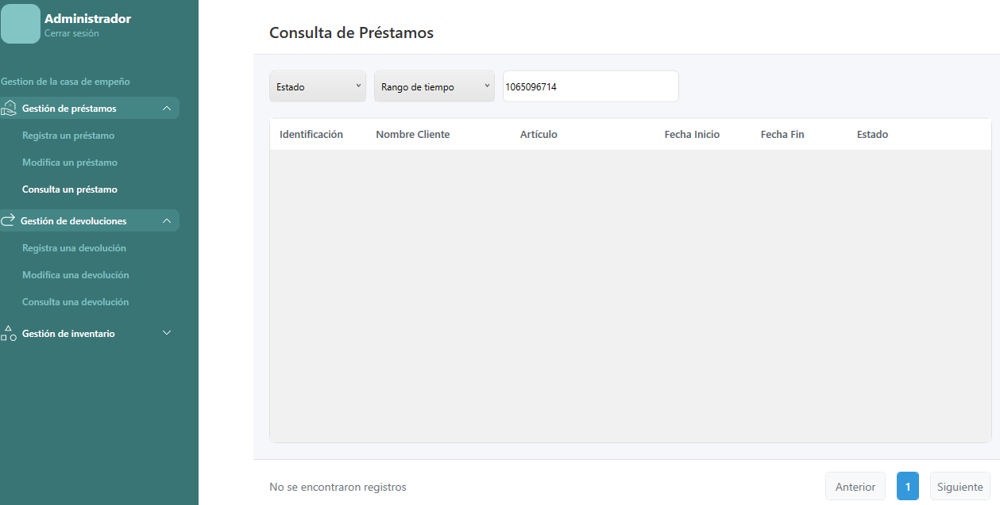 Administrador
Cerrar sesión
Gestion de la casa de empeño
Gestión de préstamos
Registra un préstamo
Modifica un préstamo
Consulta un préstamo
Gestión de devoluciones
Registra una devolución
Modifica una devolución
Consulta una devolución
Gestión de inventario
Consulta de Préstamos
Estado Rango de tiempo 1065096714
Identificación Nombre Cliente Artículo Fecha Inicio Fecha Fin Estado
No se encontraron registros Anterior 1 Siguiente